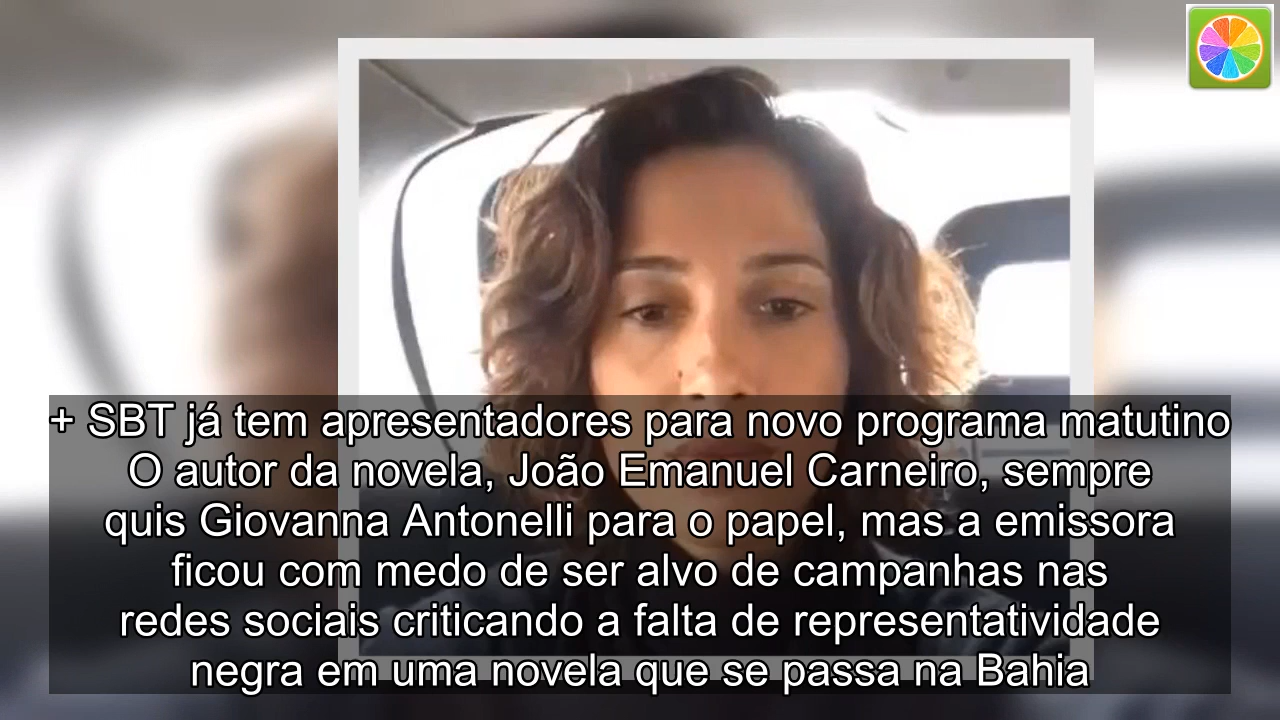 + SBT já tem apresentadores para novo programa matutino
O autor da novela, João Emanuel Carneiro, sempre
quis Giovanna Antonelli para o papel, mas a emissora
ficou com medo de ser alvo de campanhas nas
redes sociais criticando a falta de representatividade
negra em uma novela que se passa na Bahia